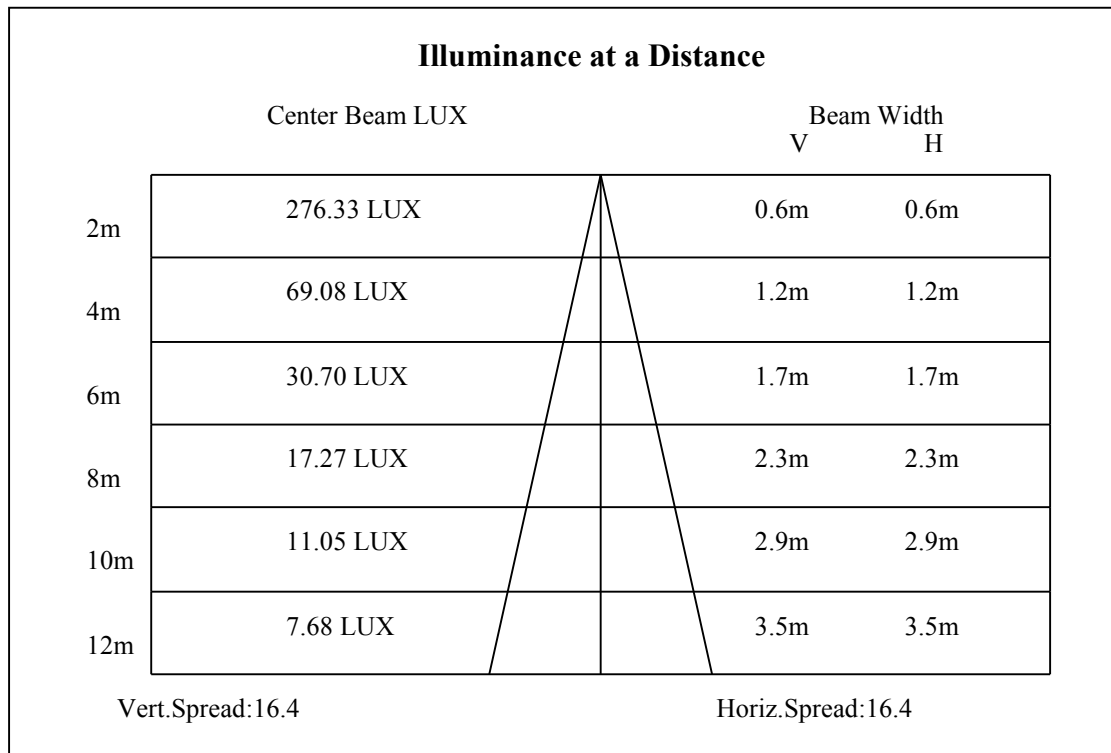 Illuminance at a Distance
Center Beam LUX Beam Width
V H
2m 276.33 LUX 0.6m 0.6m
4m 69.08 LUX 1.2m 1.2m
6m 30.70 LUX 1.7m 1.7m
8m 17.27 LUX 2.3m 2.3m
10m 11.05 LUX 2.9m 2.9m
12m 7.68 LUX 3.5m 3.5m
Vert.Spread:16.4 Horiz.Spread:16.4